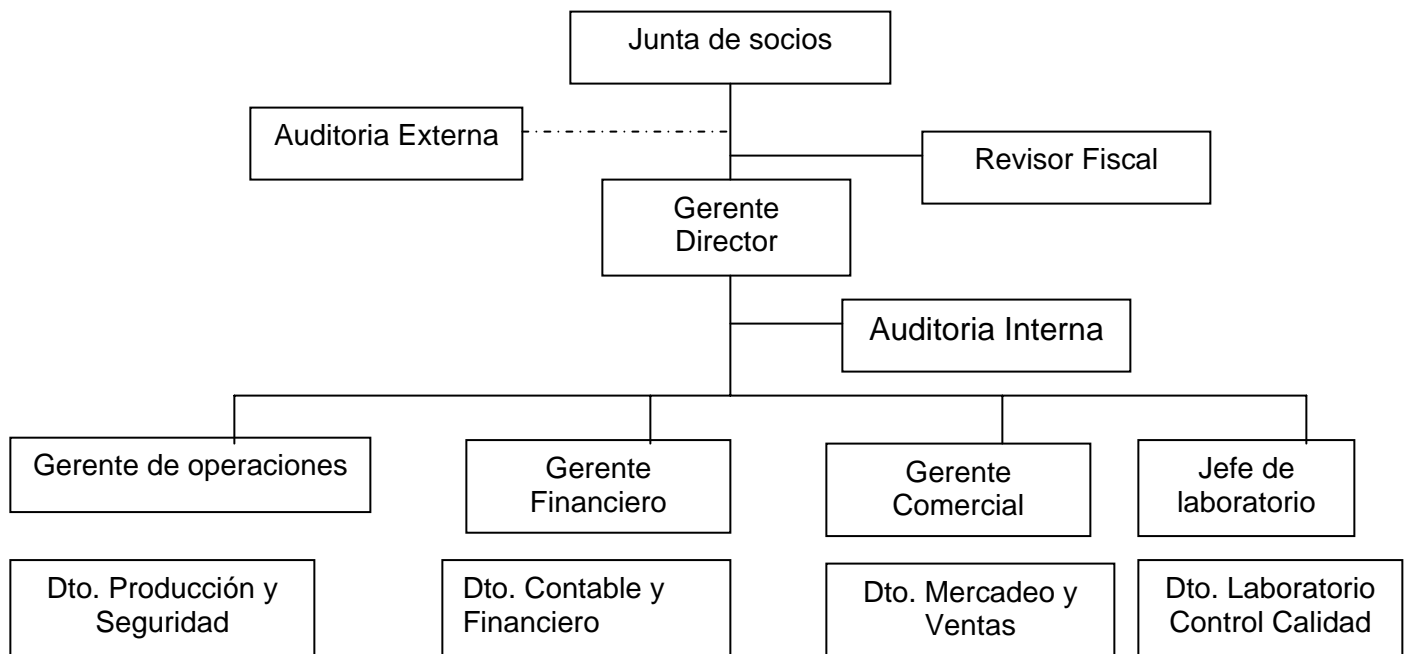 Junta de socios
Auditoria Externa
Revisor Fiscal
Gerente
Director
Auditoria Interna
Gerente de operaciones
Gerente
Financiero
Gerente
Comercial
Jefe de
laboratorio
Dto. Producción y
Seguridad
Dto. Contable y
Financiero
Dto. Mercadeo y
Ventas
Dto. Laboratorio
Control Calidad